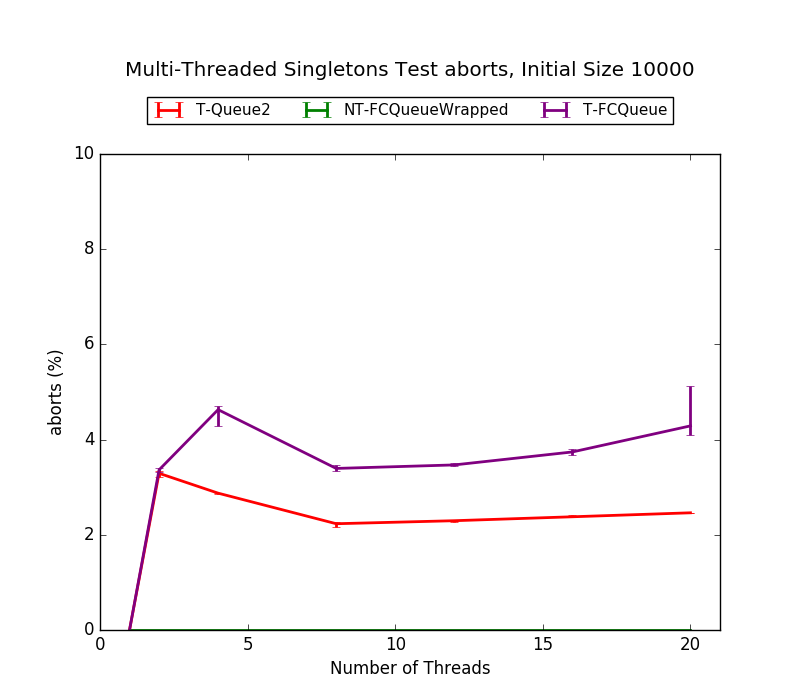 Multi-Threaded Singletons Test aborts, Initial Size 10000
T-Queue2 NT-FCQueueWrapped T-FCQueue
10
8
6
4
2
0
aborts (%)
0 5 10 15 20
Number of Threads